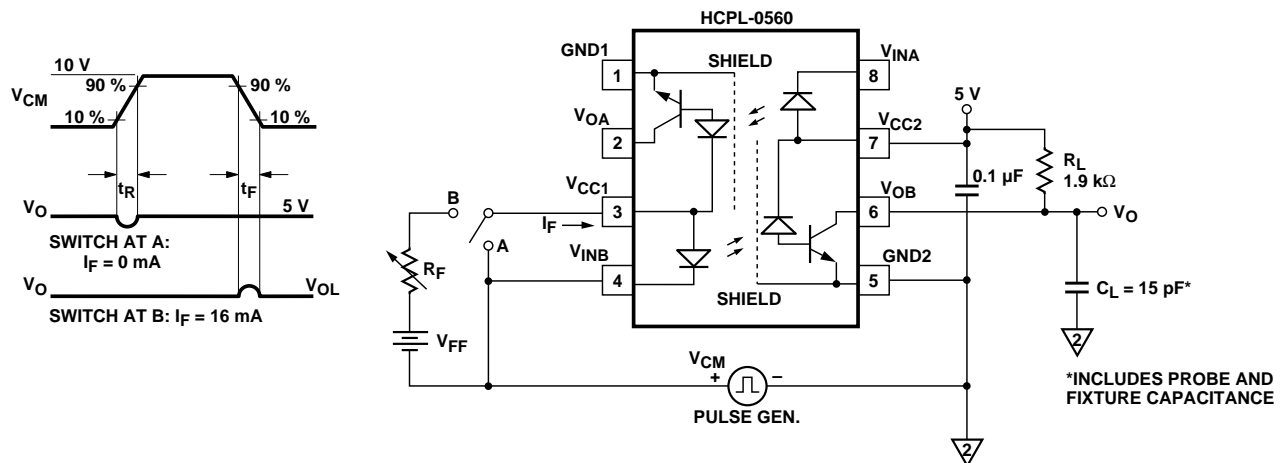 HCPL-0560
10 V
90 %
90 %
VCM
10 %
10 %
tR
tF
VO
5 V
SWITCH AT A:
IF = 0 mA
VO
VOL
SWITCH AT B: IF = 16 mA
GND1
1
VOA
2
VCC1
3
VINB
4
SHIELD
SHIELD
VINA
8
VCC2
7
VOB
6
GND2
5
B
A
IF
RF
VFF
VCM
+
−
PULSE GEN.
5 V
0.1 µF
RL
1.9 kΩ
VO
CL = 15 pF*
2
2
*INCLUDES PROBE AND
FIXTURE CAPACITANCE